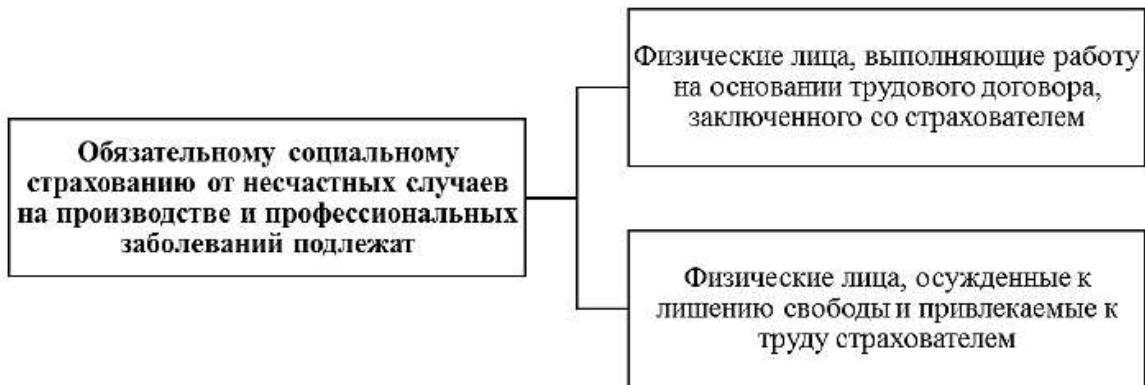 Обязательному социальному
страхованию от несчастных случаев
на производстве и профессиональных
заболеваний подлежат
Физические лица, выполняющие работу
на основании трудового договора,
заключенного со страхователем
Физические лица, осужденные к
лишению свободы и привлекаемые к
труду страхователем